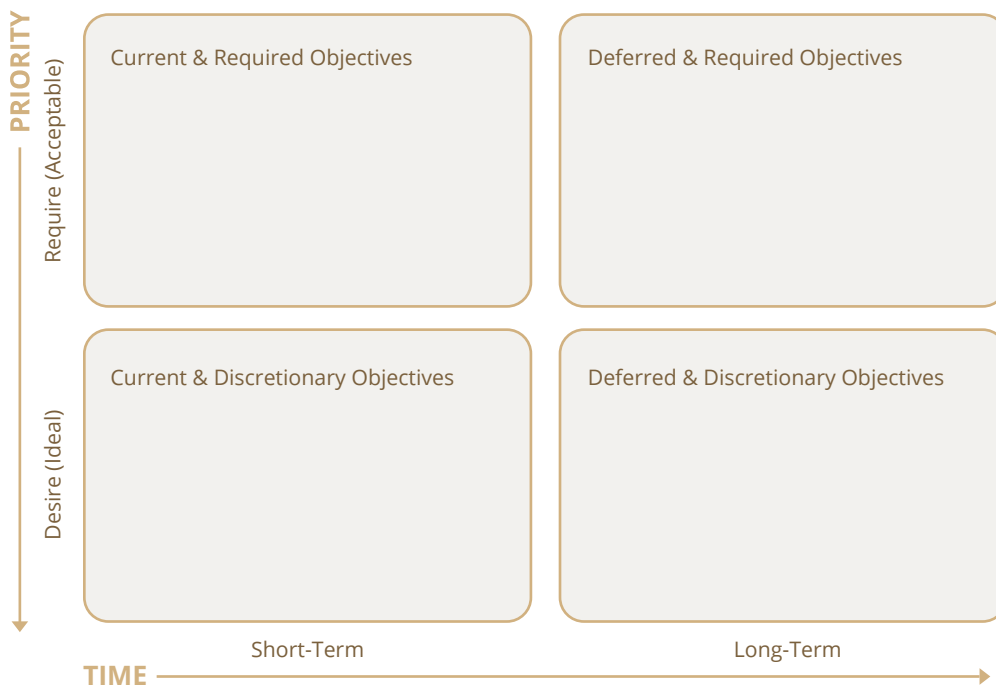 PRIORITY
Require (Acceptable)
Current & Required Objectives
Deferred & Required Objectives
Desire (Ideal)
Current & Discretionary Objectives
Deferred & Discretionary Objectives
Short-Term
Long-Term
TIME